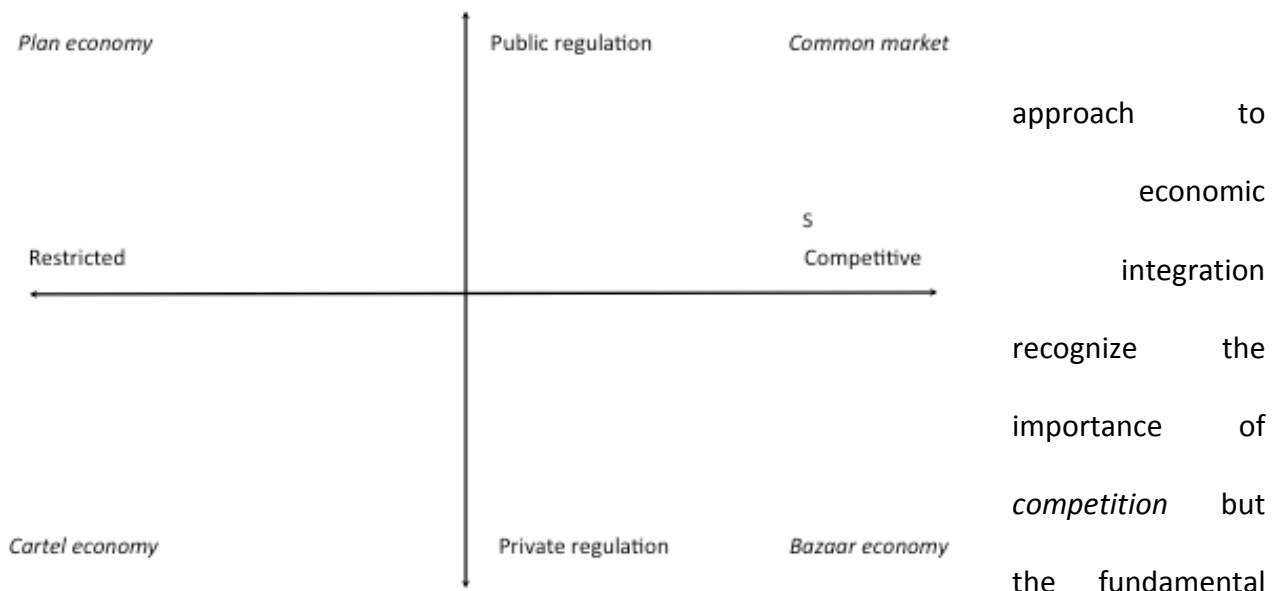 Plan economy
Public regulation
Common market
S
Restricted
Competitive
Cartel economy
Private regulation
Bazaar economy
approach to
economic
integration
recognize the
importance of
competition but
the fundamental